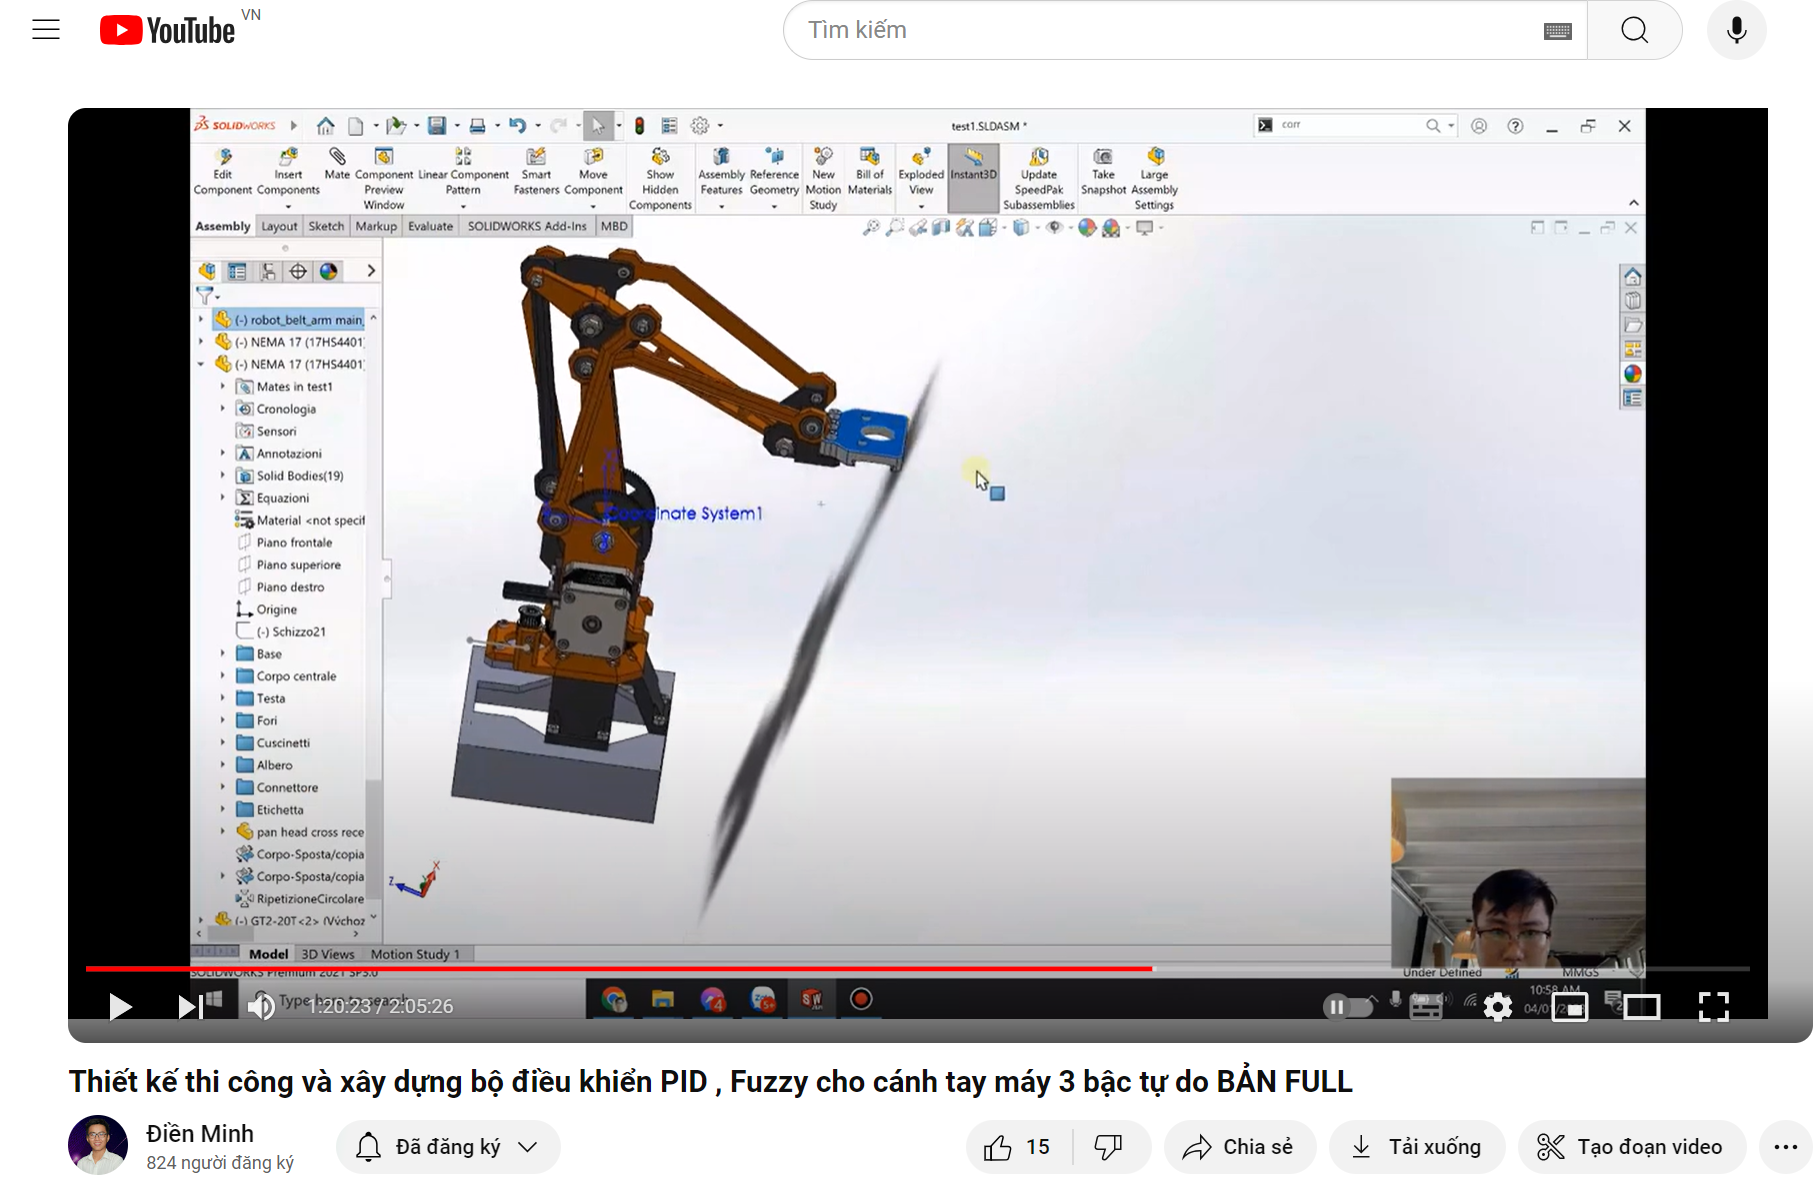 YouTube VN
Tìm kiếm
SOLIDWORKS
test1.SLDASM *
corr
Edit Component
Insert Components
Mate
Component Preview Window
Linear Component Pattern
Smart Fasteners
Move Component
Show Hidden Components
Assembly Features
Reference Geometry
New Motion Study
Bill of Materials
Exploded View
Instant3D
Update SpeedPak Subassemblies
Take Snapshot
Large Assembly Settings
Assembly Layout Sketch Markup Evaluate SOLIDWORKS Add-Ins MBD
(-) robot_belt_arm main_
(-) NEMA 17 (17HS4401)
(-) NEMA 17 (17HS4401)
Mates in test1
Cronologia
Sensori
Annotazioni
Solid Bodies(19)
Equazioni
Material <not specif
Piano frontale
Piano superiore
Piano destro
Origine
(-) Schizzo21
Base
Corpo centrale
Testa
Fori
Cuscinetti
Albero
Connettore
Etichetta
pan head cross rece
Corpo-Sposta/copia
Corpo-Sposta/copia
RipetizioneCircolare
(-) GT2-20T<2> (Výchoz
Coordinate System1
Z X
Model 3D Views Motion Study 1
SOLIDWORKS Premium 2021 SP3.0
Under Defined MMGS
Type here to search
1:20:23 / 2:05:26
10:58 AM
Thiết kế thi công và xây dựng bộ điều khiển PID , Fuzzy cho cánh tay máy 3 bậc tự do BẢN FULL
Điền Minh
824 người đăng ký
Đã đăng ký
15
Chia sẻ
Tải xuống
Tạo đoạn video